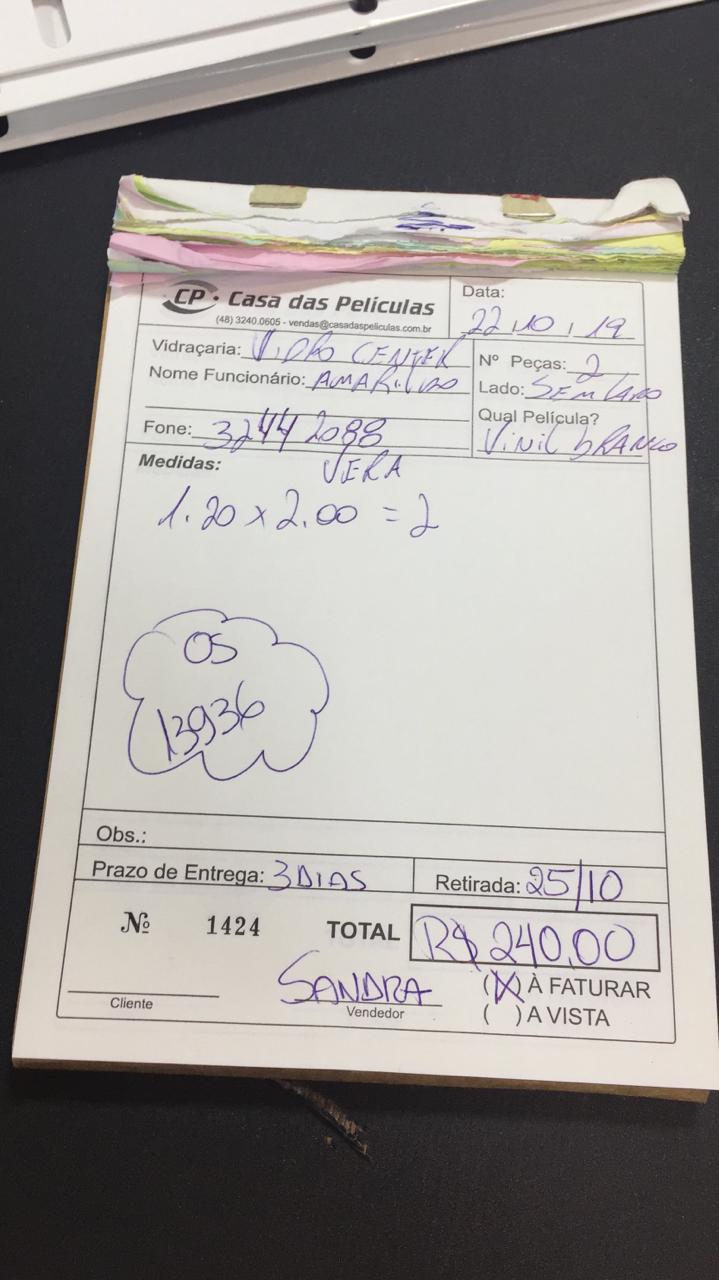 CP Casa das Películas
(48) 3240.0605 - vendas@casadaspeliculas.com.br
Data: 22/10/19
Vidraçaria: VIDRO CENTER
Nome Funcionário: AMARILDO
Fone: 3244 2088
Nº Peças: 2
Lado: SEM LADO
Qual Película?
VINIL BRANCO
Medidas: VERA
1.20 x 2.00 = 2
OS
13936
Obs.:
Prazo de Entrega: 3 DIAS
Retirada: 25/10
Nº 1424 TOTAL R$ 240,00
SANDRA
Cliente
Vendedor
(X) À FATURAR
( ) A VISTA